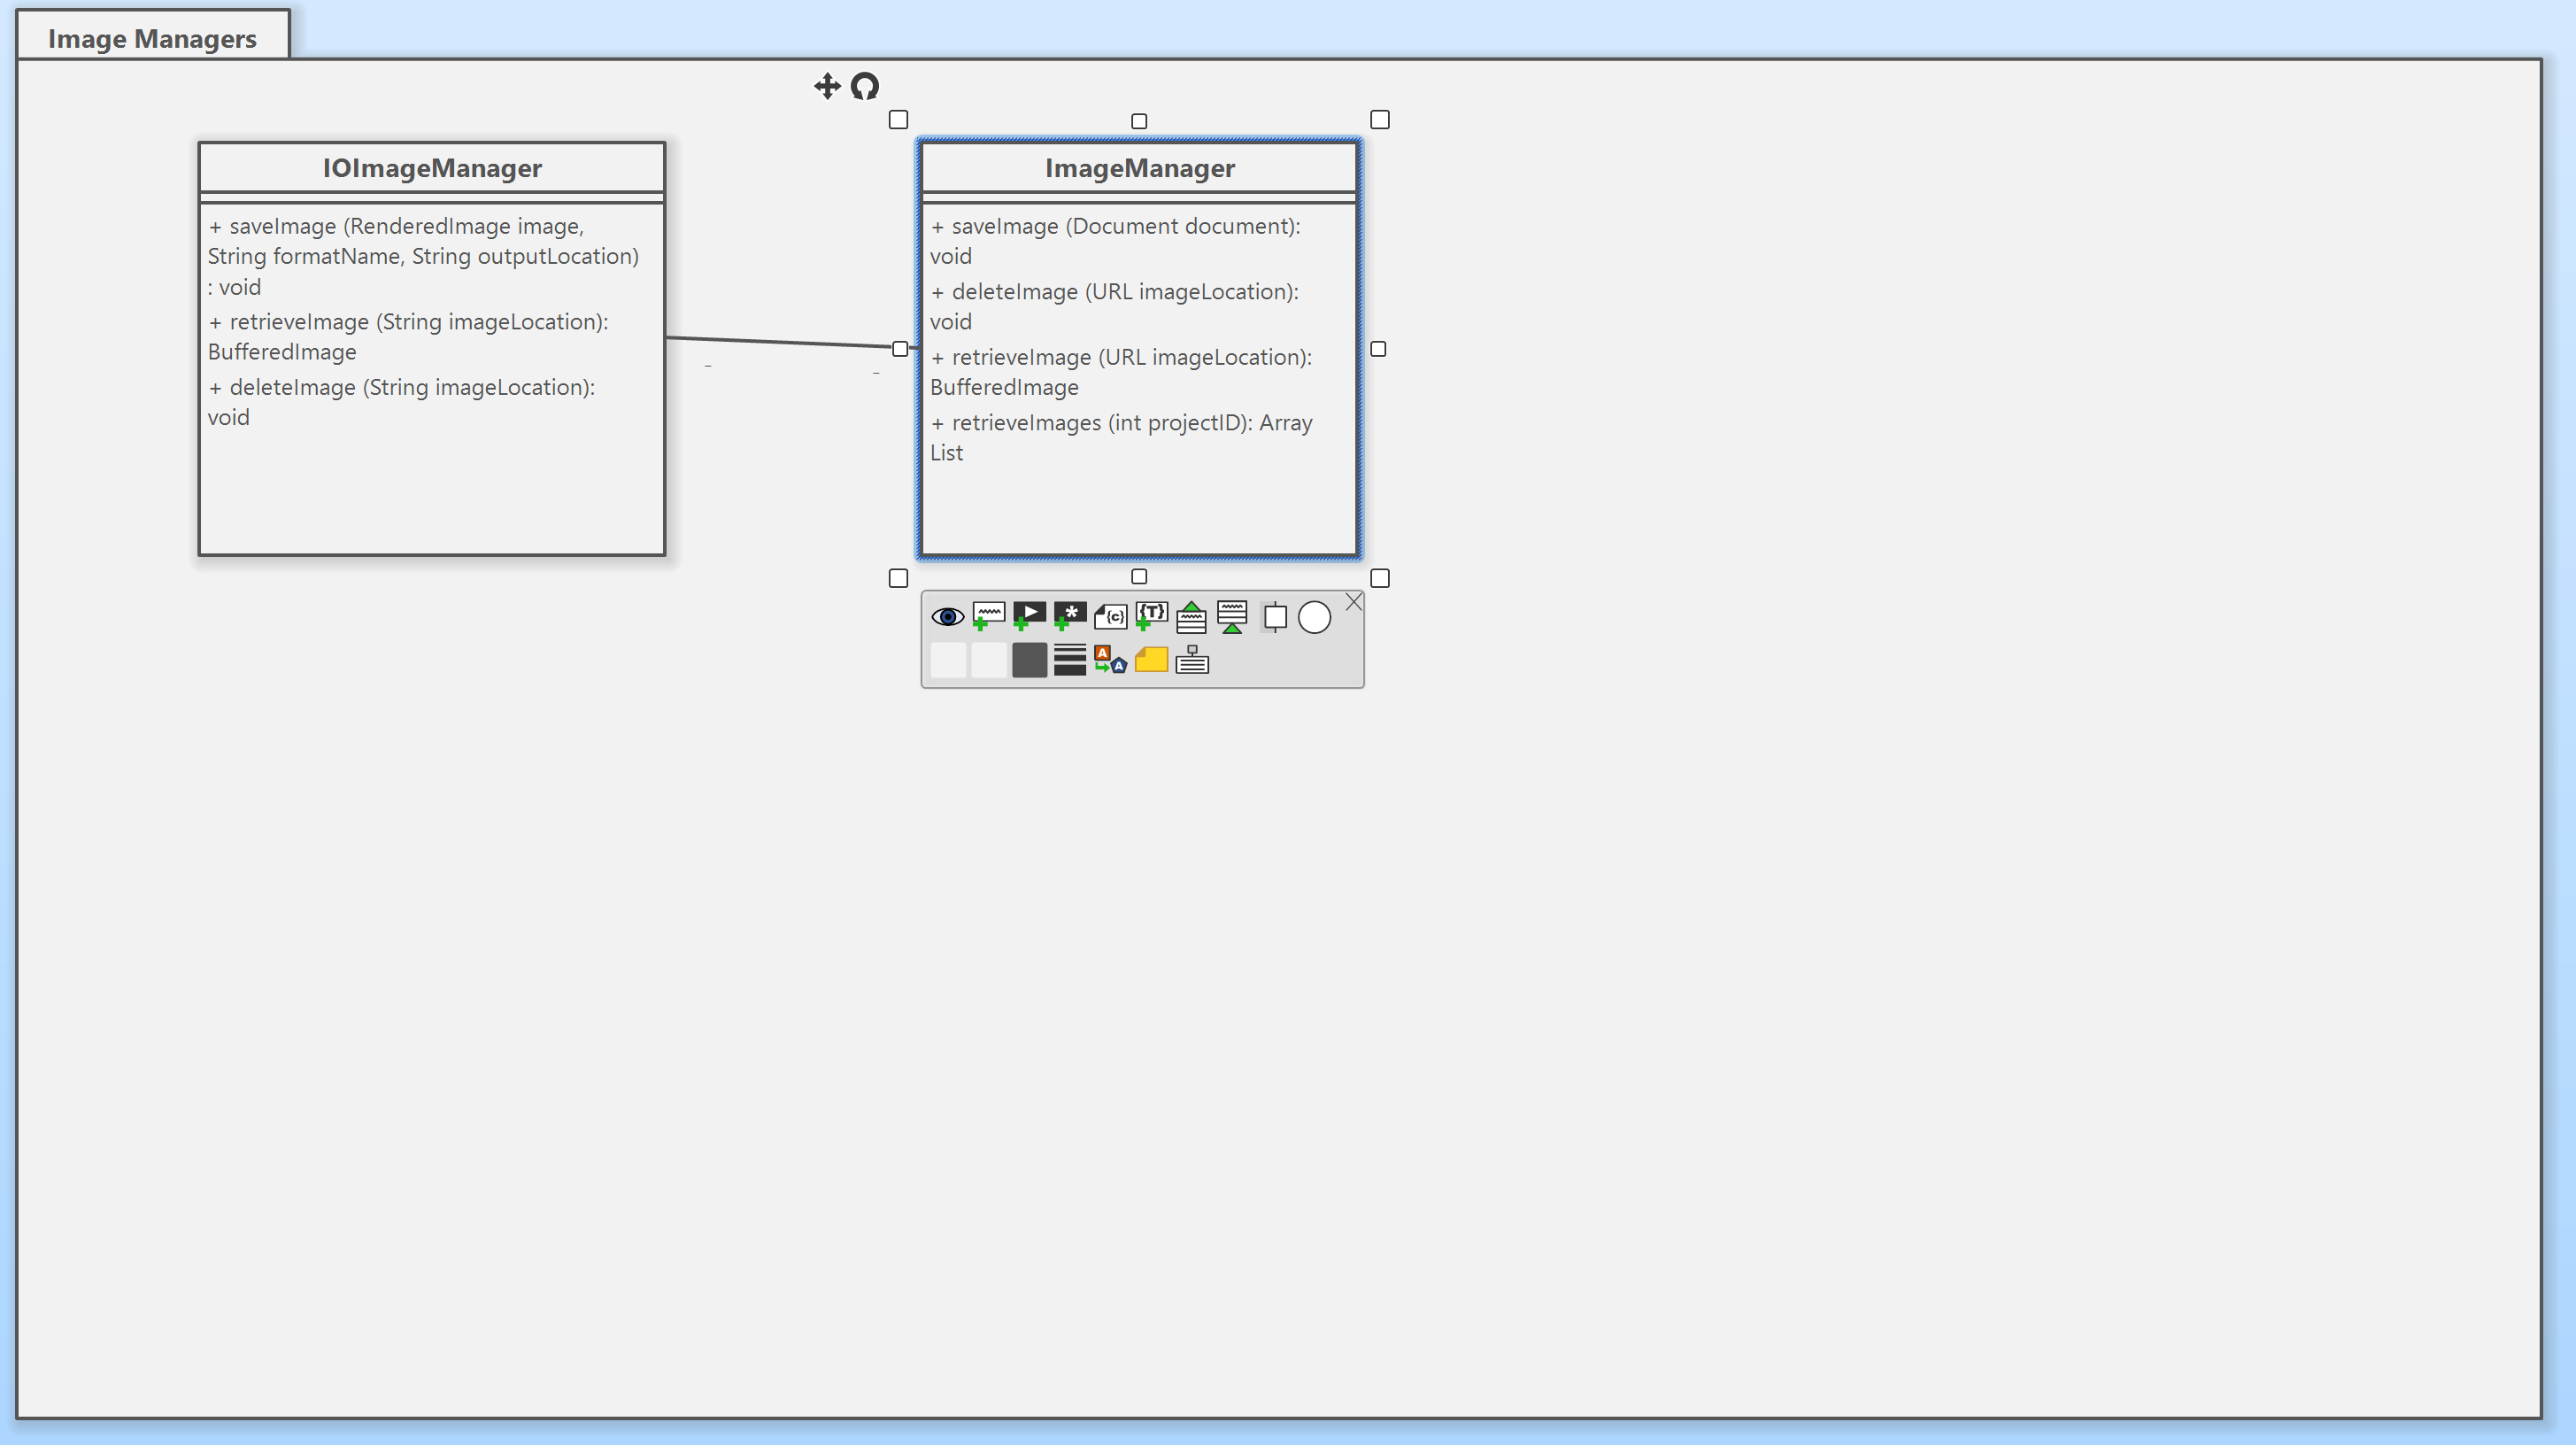 Image Managers
IOImageManager
+ saveImage (RenderedImage image,
String formatName, String outputLocation)
: void
+ retrieveImage (String imageLocation):
BufferedImage
+ deleteImage (String imageLocation):
void
ImageManager
+ saveImage (Document document):
void
+ deleteImage (URL imageLocation):
void
+ retrieveImage (URL imageLocation):
BufferedImage
+ retrieveImages (int projectID): Array
List